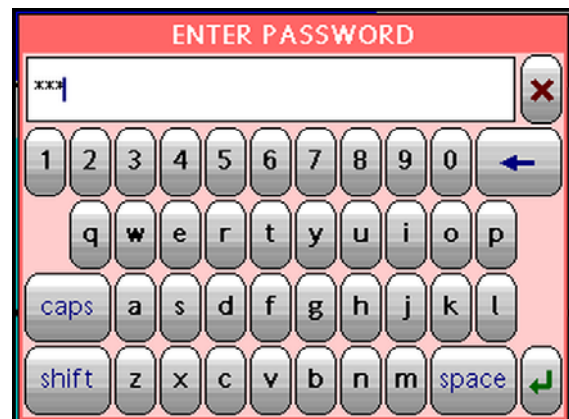 ENTER PASSWORD
***
1 2 3 4 5 6 7 8 9 0
q w e r t y u i o p
caps a s d f g h j k l
shift z x c v b n m space